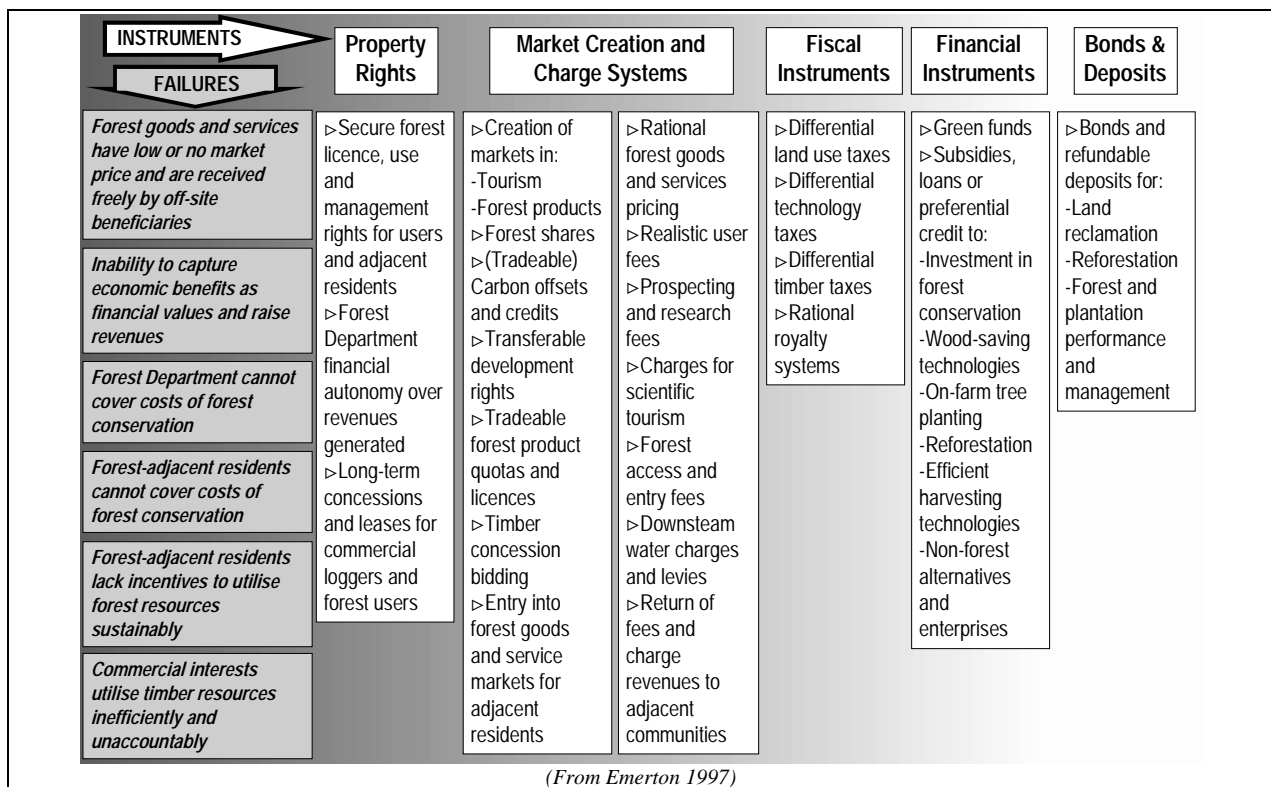 INSTRUMENTS
FAILURES
Property
Rights
Market Creation and
Charge Systems
Fiscal
Instruments
Financial
Instruments
Bonds &
Deposits
Forest goods and services
have low or no market
price and are received
freely by off-site
beneficiaries
Inability to capture
economic benefits as
financial values and raise
revenues
Forest Department cannot
cover costs of forest
conservation
Forest-adjacent residents
cannot cover costs of
forest conservation
Forest-adjacent residents
lack incentives to utilise
forest resources
sustainably
Commercial interests
utilise timber resources
inefficiently and
unaccountably
▹Secure forest
licence, use
and
management
rights for users
and adjacent
residents
▹Forest
Department
financial
autonomy over
revenues
generated
▹Long-term
concessions
and leases for
commercial
loggers and
forest users
▹Creation of
markets in:
-Tourism
-Forest products
▹Forest shares
▹(Tradeable)
Carbon offsets
and credits
▹Transferable
development
rights
▹Tradeable
forest product
quotas and
licences
▹Timber
concession
bidding
▹Entry into
forest goods
and service
markets for
adjacent
residents
▹Rational
forest goods
and services
pricing
▹Realistic user
fees
▹Prospecting
and research
fees
▹Charges for
scientific
tourism
▹Forest
access and
entry fees
▹Downsteam
water charges
and levies
▹Return of
fees and
charge
revenues to
adjacent
communities
▹Differential
land use taxes
▹Differential
technology
taxes
▹Differential
timber taxes
▹Rational
royalty
systems
▹Green funds
▹Subsidies,
loans or
preferential
credit to:
-Investment in
forest
conservation
-Wood-saving
technologies
-On-farm tree
planting
-Reforestation
-Efficient
harvesting
technologies
-Non-forest
alternatives
and
enterprises
▹Bonds and
refundable
deposits for:
-Land
reclamation
-Reforestation
-Forest and
plantation
performance
and
management
(From Emerton 1997)